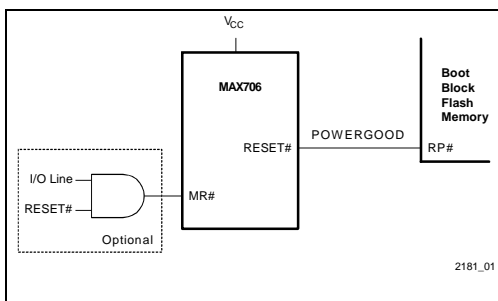 VCC
MAX706
Boot
Block
Flash
Memory
POWERGOOD
RESET#
RP#
I/O Line
RESET#
MR#
Optional
2181_01